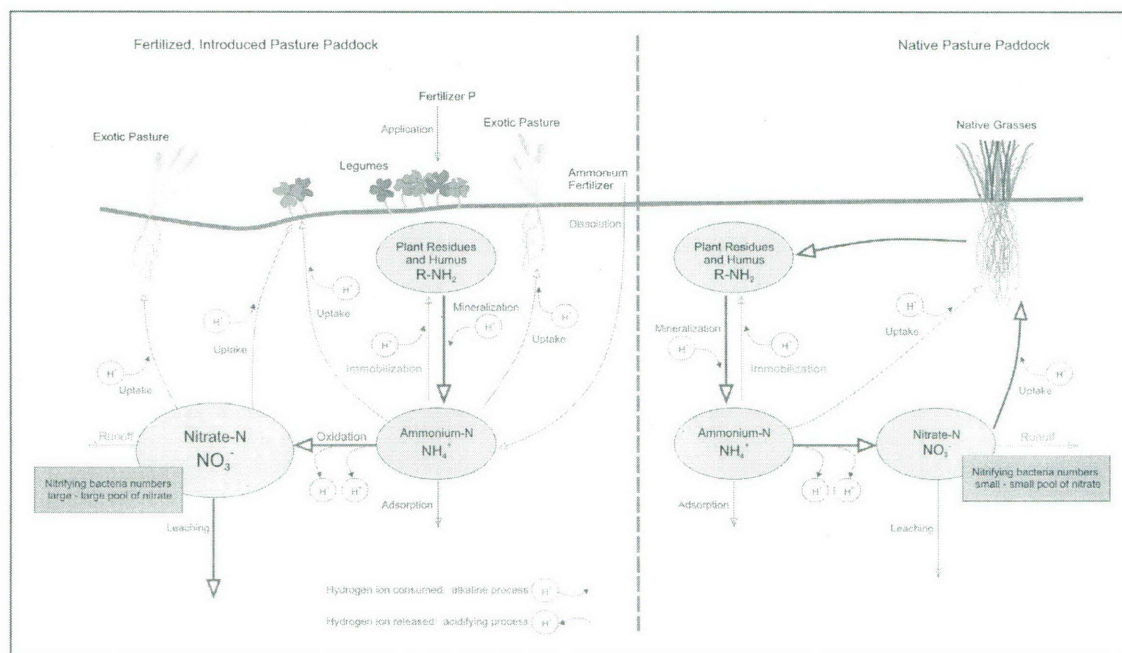 Fertilized, Introduced Pasture Paddock
Native Pasture Paddock
Fertilizer P
Application
Exotic Pasture
Exotic Pasture
Legumes
Ammonium
Fertilizer
Dissolution
Native Grasses
Plant Residues
and Humus
R-NH₂
Mineralization
H⁺
H⁺
Uptake
H⁺
H⁺
H⁺
Uptake
Uptake
Immobilization
H⁺
Uptake
Runoff
Nitrate-N
NO₃⁻
Oxidation
Ammonium-N
NH₄⁺
Nitrifying bacteria numbers
large - large pool of nitrate
H⁺
H⁺
Leaching
Adsorption
Plant Residues
and Humus
R-NH₂
Mineralization
H⁺
H⁺
Immobilization
H⁺
Uptake
H⁺
Uptake
Ammonium-N
NH₄⁺
Nitrate-N
NO₃⁻
Runoff
Nitrifying bacteria numbers
small - small pool of nitrate
H⁺
H⁺
Adsorption
Leaching
Hydrogen ion consumed: alkaline process H⁺
Hydrogen ion released: acidifying process H⁺